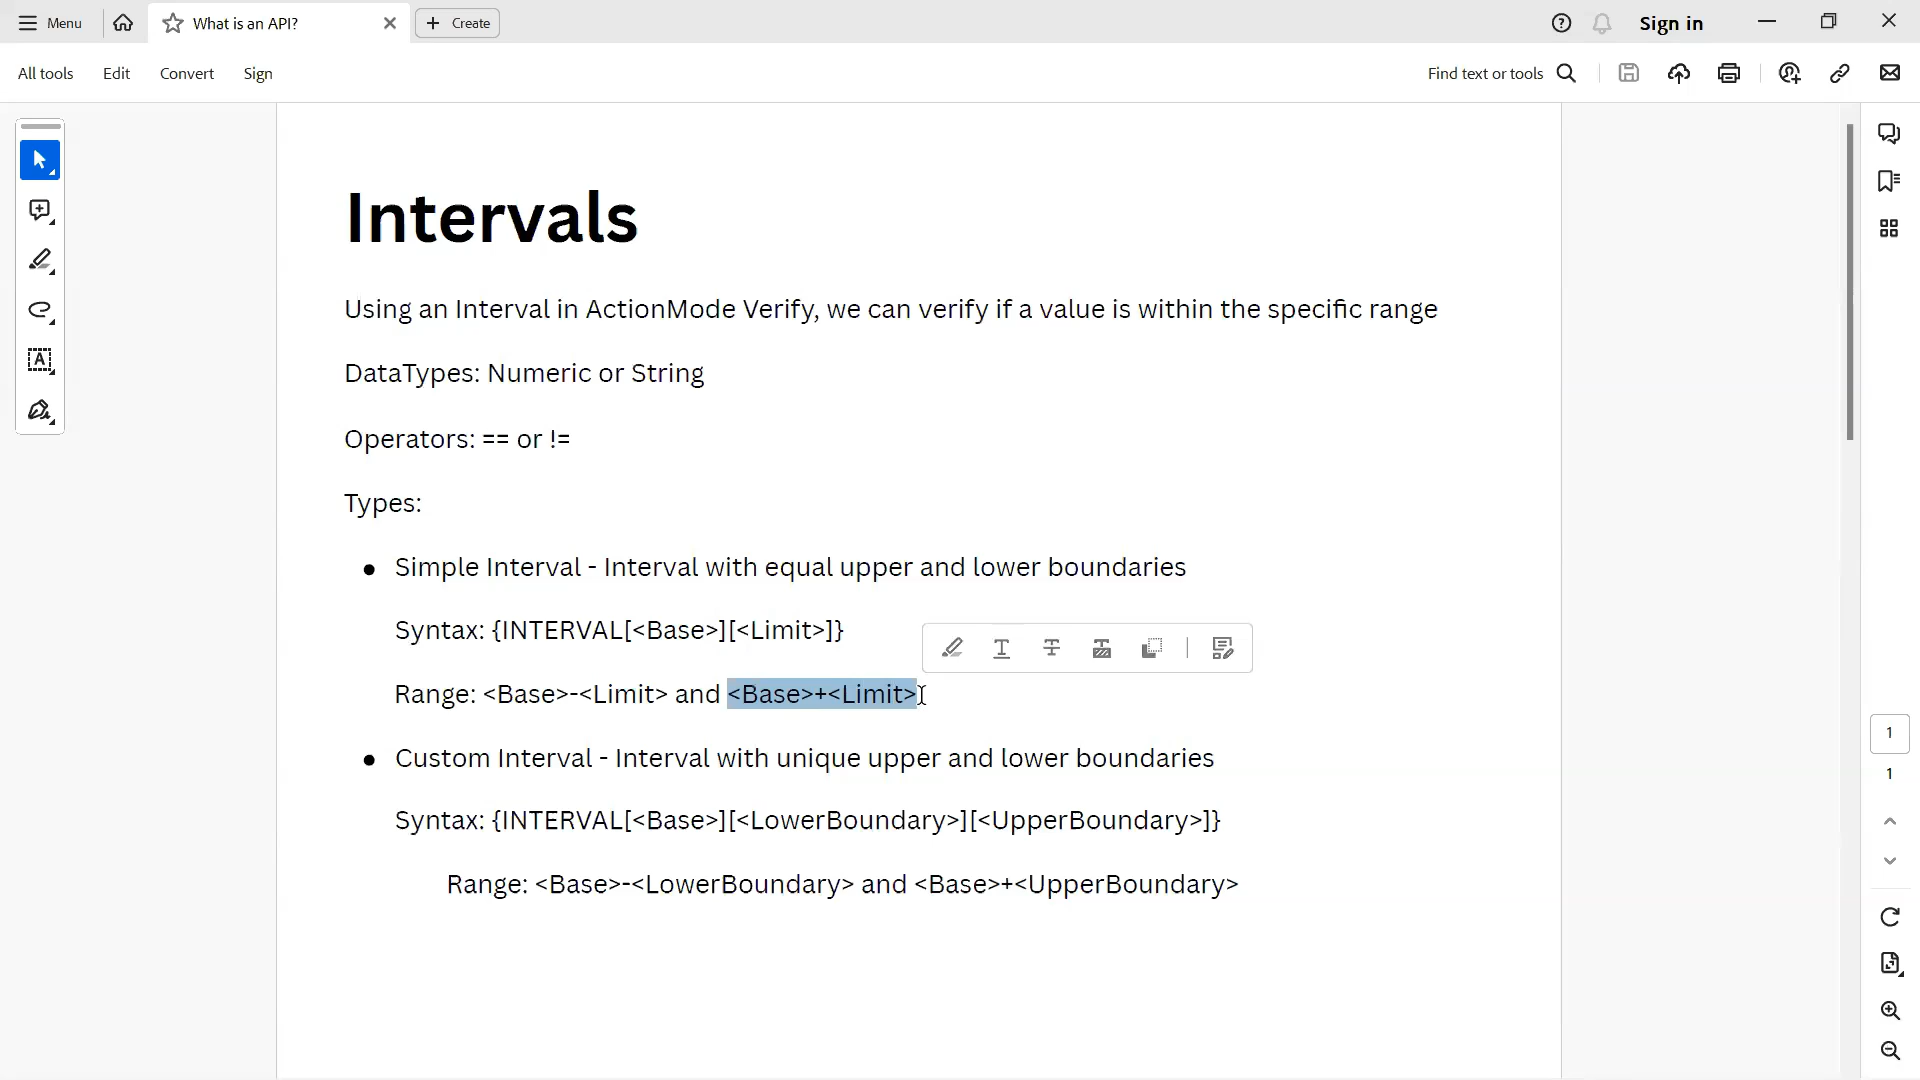 Menu
What is an API?
Create
Sign in
All tools
Edit
Convert
Sign
Find text or tools
Intervals
Using an Interval in ActionMode Verify, we can verify if a value is within the specific range
DataTypes: Numeric or String
Operators: == or !=
Types:
● Simple Interval - Interval with equal upper and lower boundaries
Syntax: {INTERVAL[<Base>][<Limit>]}
Range: <Base>-<Limit> and <Base>+<Limit>
● Custom Interval - Interval with unique upper and lower boundaries
Syntax: {INTERVAL[<Base>][<LowerBoundary>][<UpperBoundary>]}
Range: <Base>-<LowerBoundary> and <Base>+<UpperBoundary>
1
1